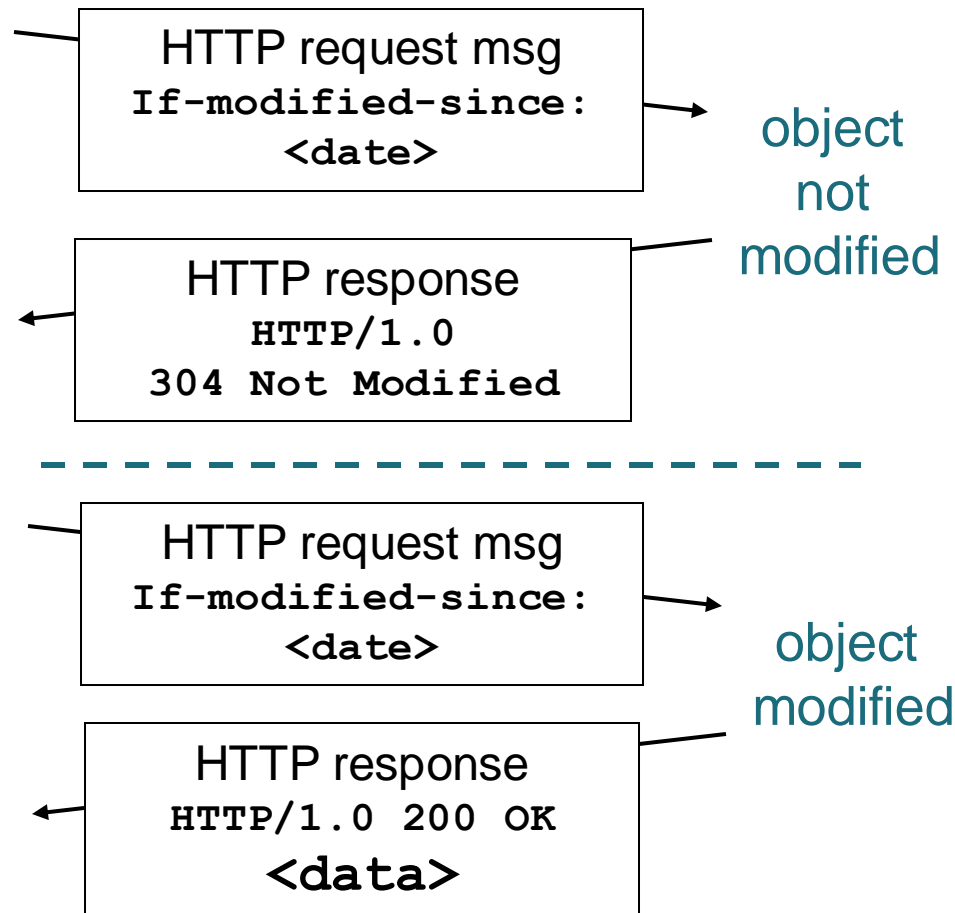 HTTP request msg
If-modified-since:
<date>
object
not
modified
HTTP response
HTTP/1.0
304 Not Modified
HTTP request msg
If-modified-since:
<date>
object
modified
HTTP response
HTTP/1.0 200 OK
<data>